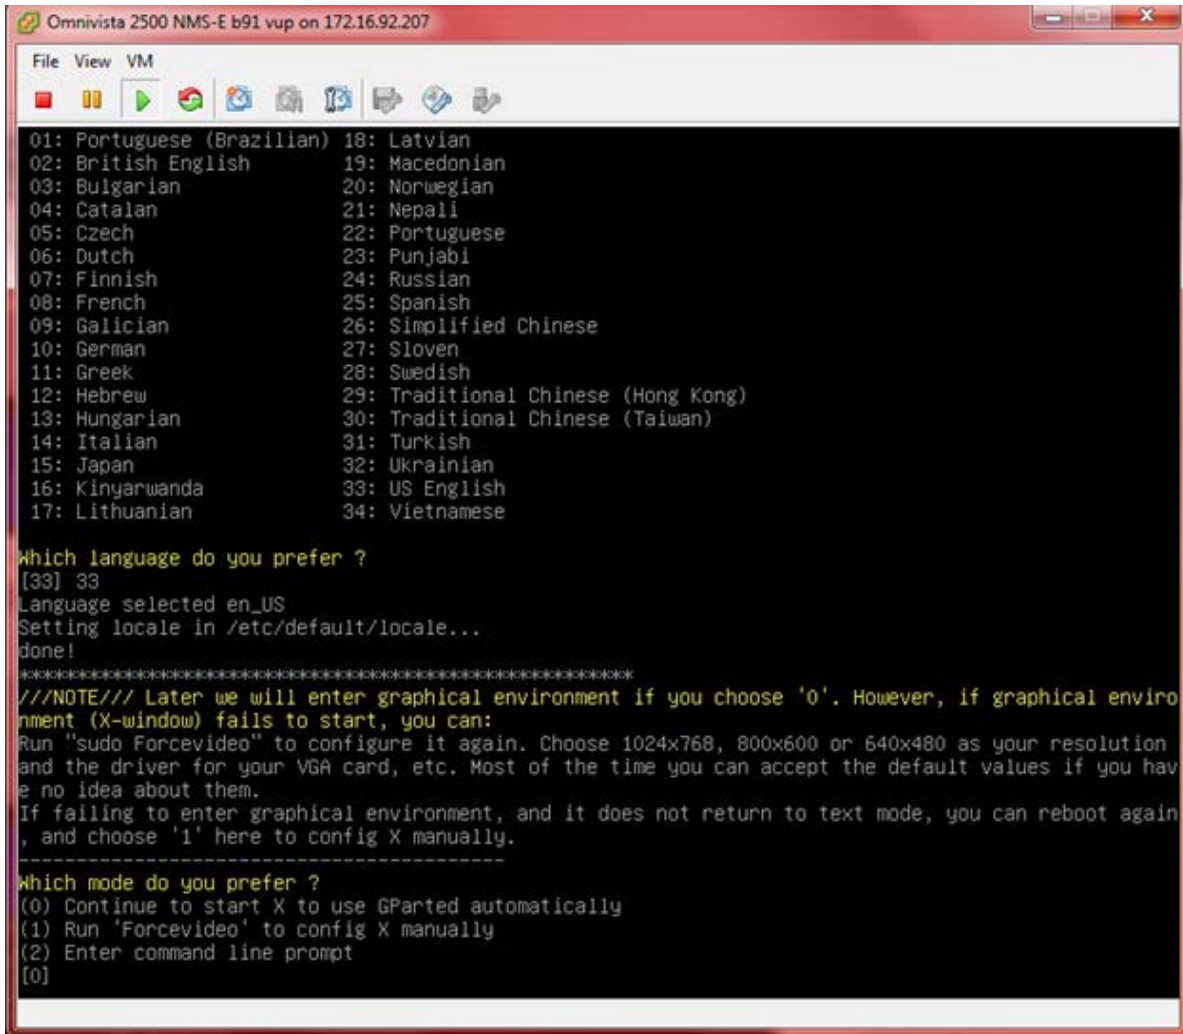 Omnivista 2500 NMS-E b91 vup on 172.16.92.207
File View VM
01: Portuguese (Brazilian) 18: Latvian
02: British English 19: Macedonian
03: Bulgarian 20: Norwegian
04: Catalan 21: Nepali
05: Czech 22: Portuguese
06: Dutch 23: Punjabi
07: Finnish 24: Russian
08: French 25: Spanish
09: Galician 26: Simplified Chinese
10: German 27: Sloven
11: Greek 28: Swedish
12: Hebrew 29: Traditional Chinese (Hong Kong)
13: Hungarian 30: Traditional Chinese (Taiwan)
14: Italian 31: Turkish
15: Japan 32: Ukrainian
16: Kinyarwanda 33: US English
17: Lithuanian 34: Vietnamese
Which language do you prefer ?
[33] 33
Language selected en_US
Setting locale in /etc/default/locale...
done!
*********************************************************
///NOTE/// Later we will enter graphical environment if you choose '0'. However, if graphical enviro
nment (X-window) fails to start, you can:
Run "sudo Forcevideo" to configure it again. Choose 1024x768, 800x600 or 640x480 as your resolution
and the driver for your VGA card, etc. Most of the time you can accept the default values if you hav
e no idea about them.
If failing to enter graphical environment, and it does not return to text mode, you can reboot again
, and choose '1' here to config X manually.
------------------------------------------
Which mode do you prefer ?
(0) Continue to start X to use GParted automatically
(1) Run 'Forcevideo' to config X manually
(2) Enter command line prompt
[0]